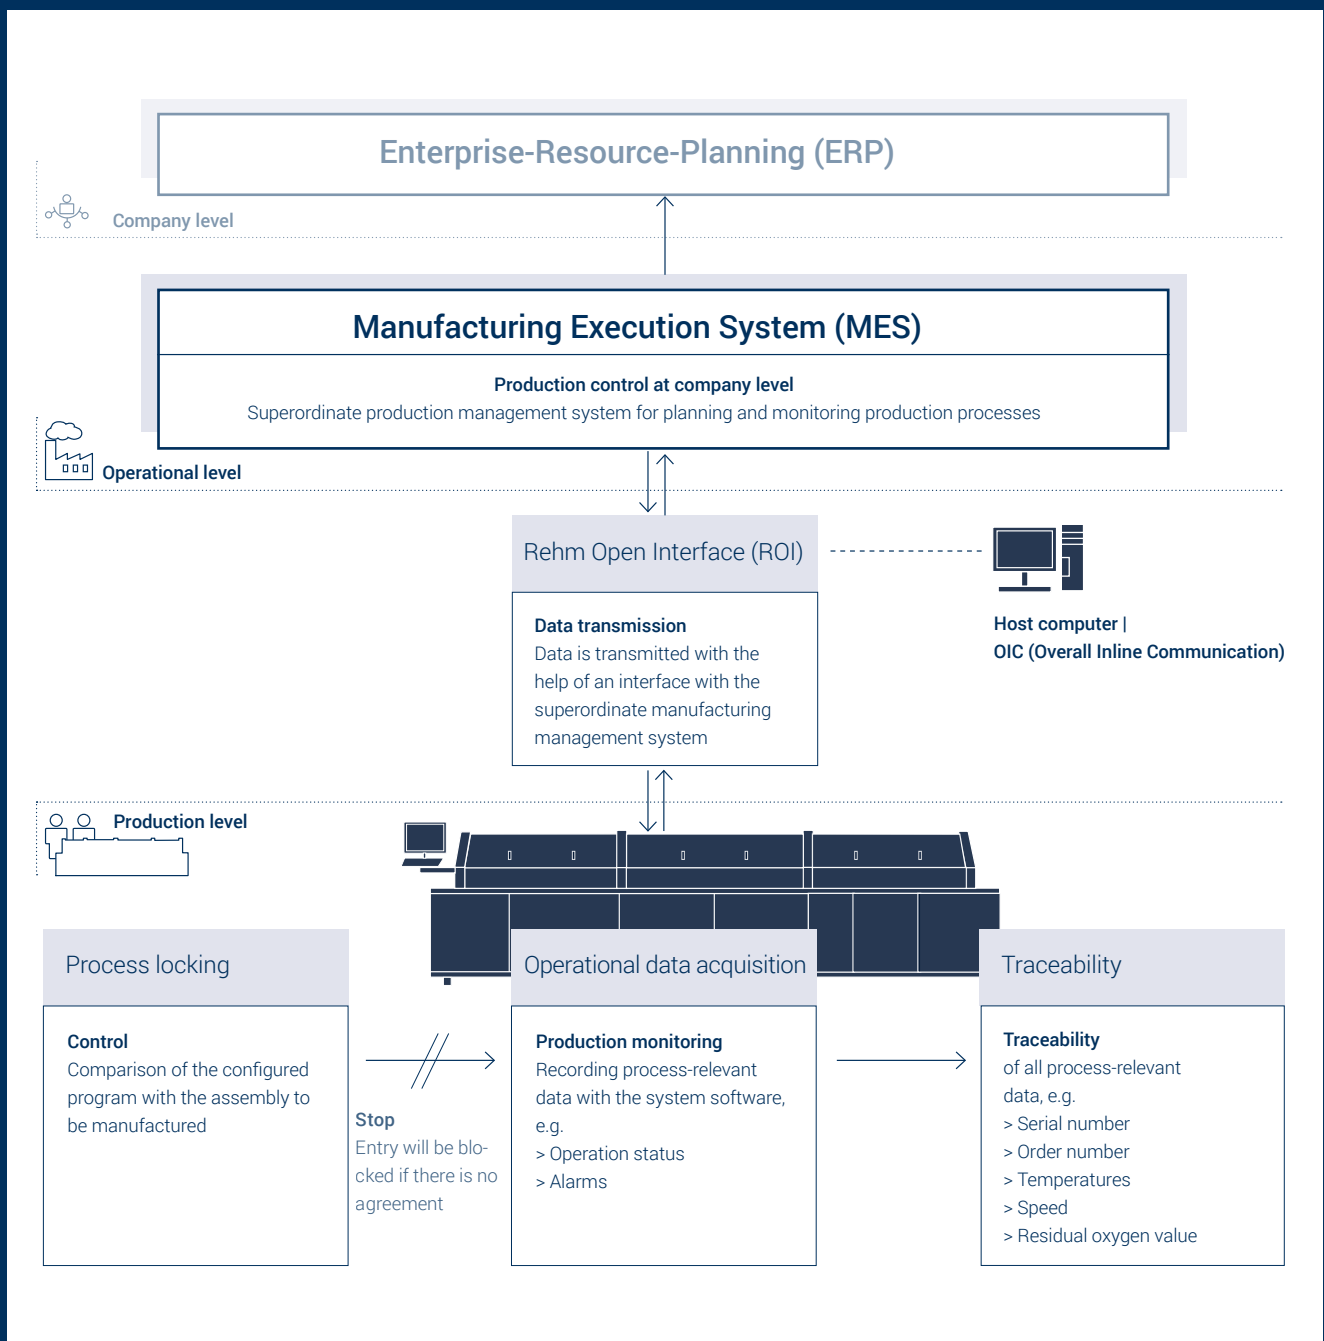 Enterprise-Resource-Planning (ERP)
Company level
Manufacturing Execution System (MES)
Production control at company level
Superordinate production management system for planning and monitoring production processes
Operational level
Rehm Open Interface (ROI)
Data transmission
Data is transmitted with the
help of an interface with the
superordinate manufacturing
management system
Host computer |
OIC (Overall Inline Communication)
Production level
Process locking
Control
Comparison of the configured
program with the assembly to
be manufactured
Stop
Entry will be blo-
cked if there is no
agreement
Operational data acquisition
Production monitoring
Recording process-relevant
data with the system software,
e.g.
> Operation status
> Alarms
Traceability
Traceability
of all process-relevant
data, e.g.
> Serial number
> Order number
> Temperatures
> Speed
> Residual oxygen value